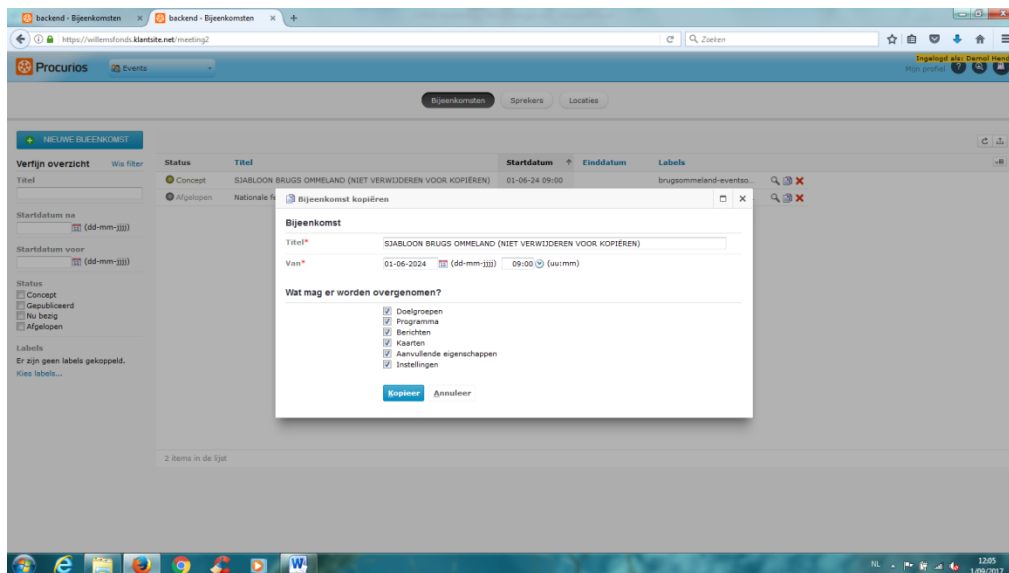 backend - Bijeenkomsten
backend - Bijeenkomsten
https://willemsfonds.klantsite.net/meeting2
Zoeken
Procurios
Events
Ingelogd als: Demol Hend
Mijn profiel
Bijeenkomsten
Sprekers
Locaties
NIEUWE BIJEENKOMST
Verfijn overzicht Wis filter
Status Titel Startdatum Einddatum Labels
Titel
Concept SJABLOON BRUGS OMMELAND (NIET VERWIJDEREN VOOR KOPIËREN) 01-06-24 09:00 brugsommeland-eventso...
Afgelopen Nationale fe
Startdatum na
(dd-mm-jjjj)
Startdatum voor
(dd-mm-jjjj)
Status
Concept
Gepubliceerd
Nu bezig
Afgelopen
Labels
Er zijn geen labels gekoppeld.
Kies labels...
Bijeenkomst kopiëren
Bijeenkomst
Titel* SJABLOON BRUGS OMMELAND (NIET VERWIJDEREN VOOR KOPIËREN)
Van* 01-06-2024 (dd-mm-jjjj) 09:00 (uu:mm)
Wat mag er worden overgenomen?
Doelgroepen
Programma
Berichten
Kaarten
Aanvullende eigenschappen
Instellingen
Kopieer Annuleer
2 items in de lijst
NL
12:05
1/09/2017